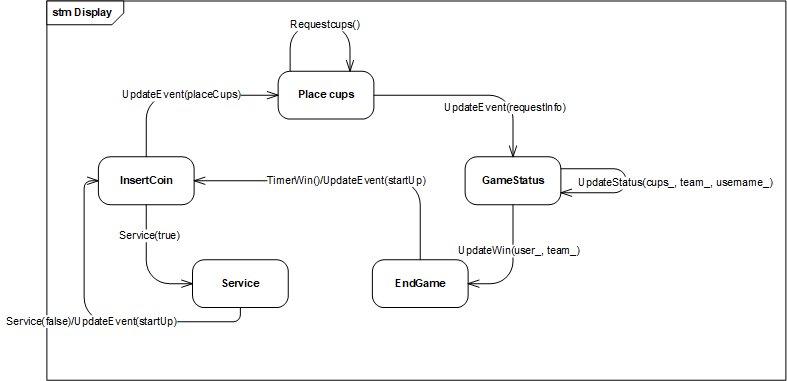 stm Display
Requestcups()
UpdateEvent(placeCups)
Place cups
UpdateEvent(requestInfo)
InsertCoin
TimerWin()/UpdateEvent(startUp)
GameStatus
UpdateStatus(cups_, team_, username_)
Service(true)
UpdateWin(user_, team_)
Service
EndGame
Service(false)/UpdateEvent(startUp)